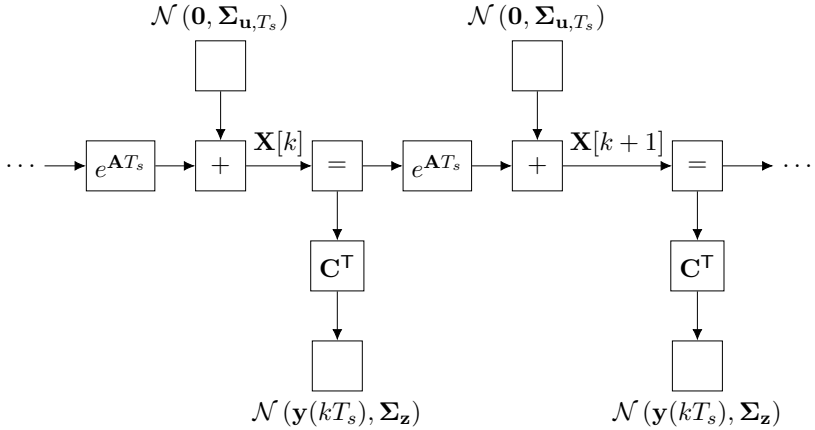 𝒩(𝟎, 𝚺_{𝐮,T_s}) 𝒩(𝟎, 𝚺_{𝐮,T_s})
⋯ e^{𝐀T_s} + 𝐗[k] = e^{𝐀T_s} + 𝐗[k + 1] = ⋯
𝐂^𝖳 𝐂^𝖳
𝒩(𝐲(kT_s), 𝚺_𝐳) 𝒩(𝐲(kT_s), 𝚺_𝐳)